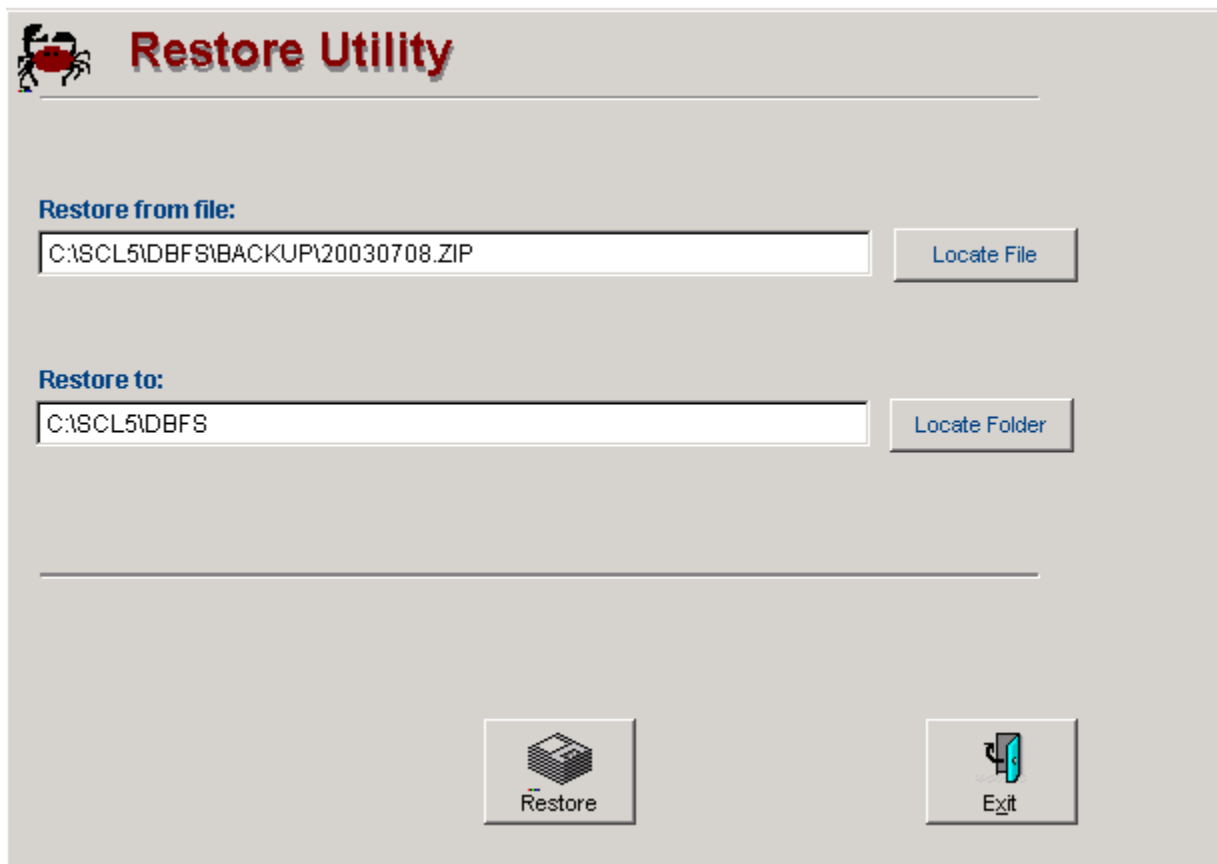 Restore Utility
Restore from file:
C:\SCL5\DBFS\BACKUP\20030708.ZIP
Locate File
Restore to:
C:\SCL5\DBFS
Locate Folder
Restore
Exit